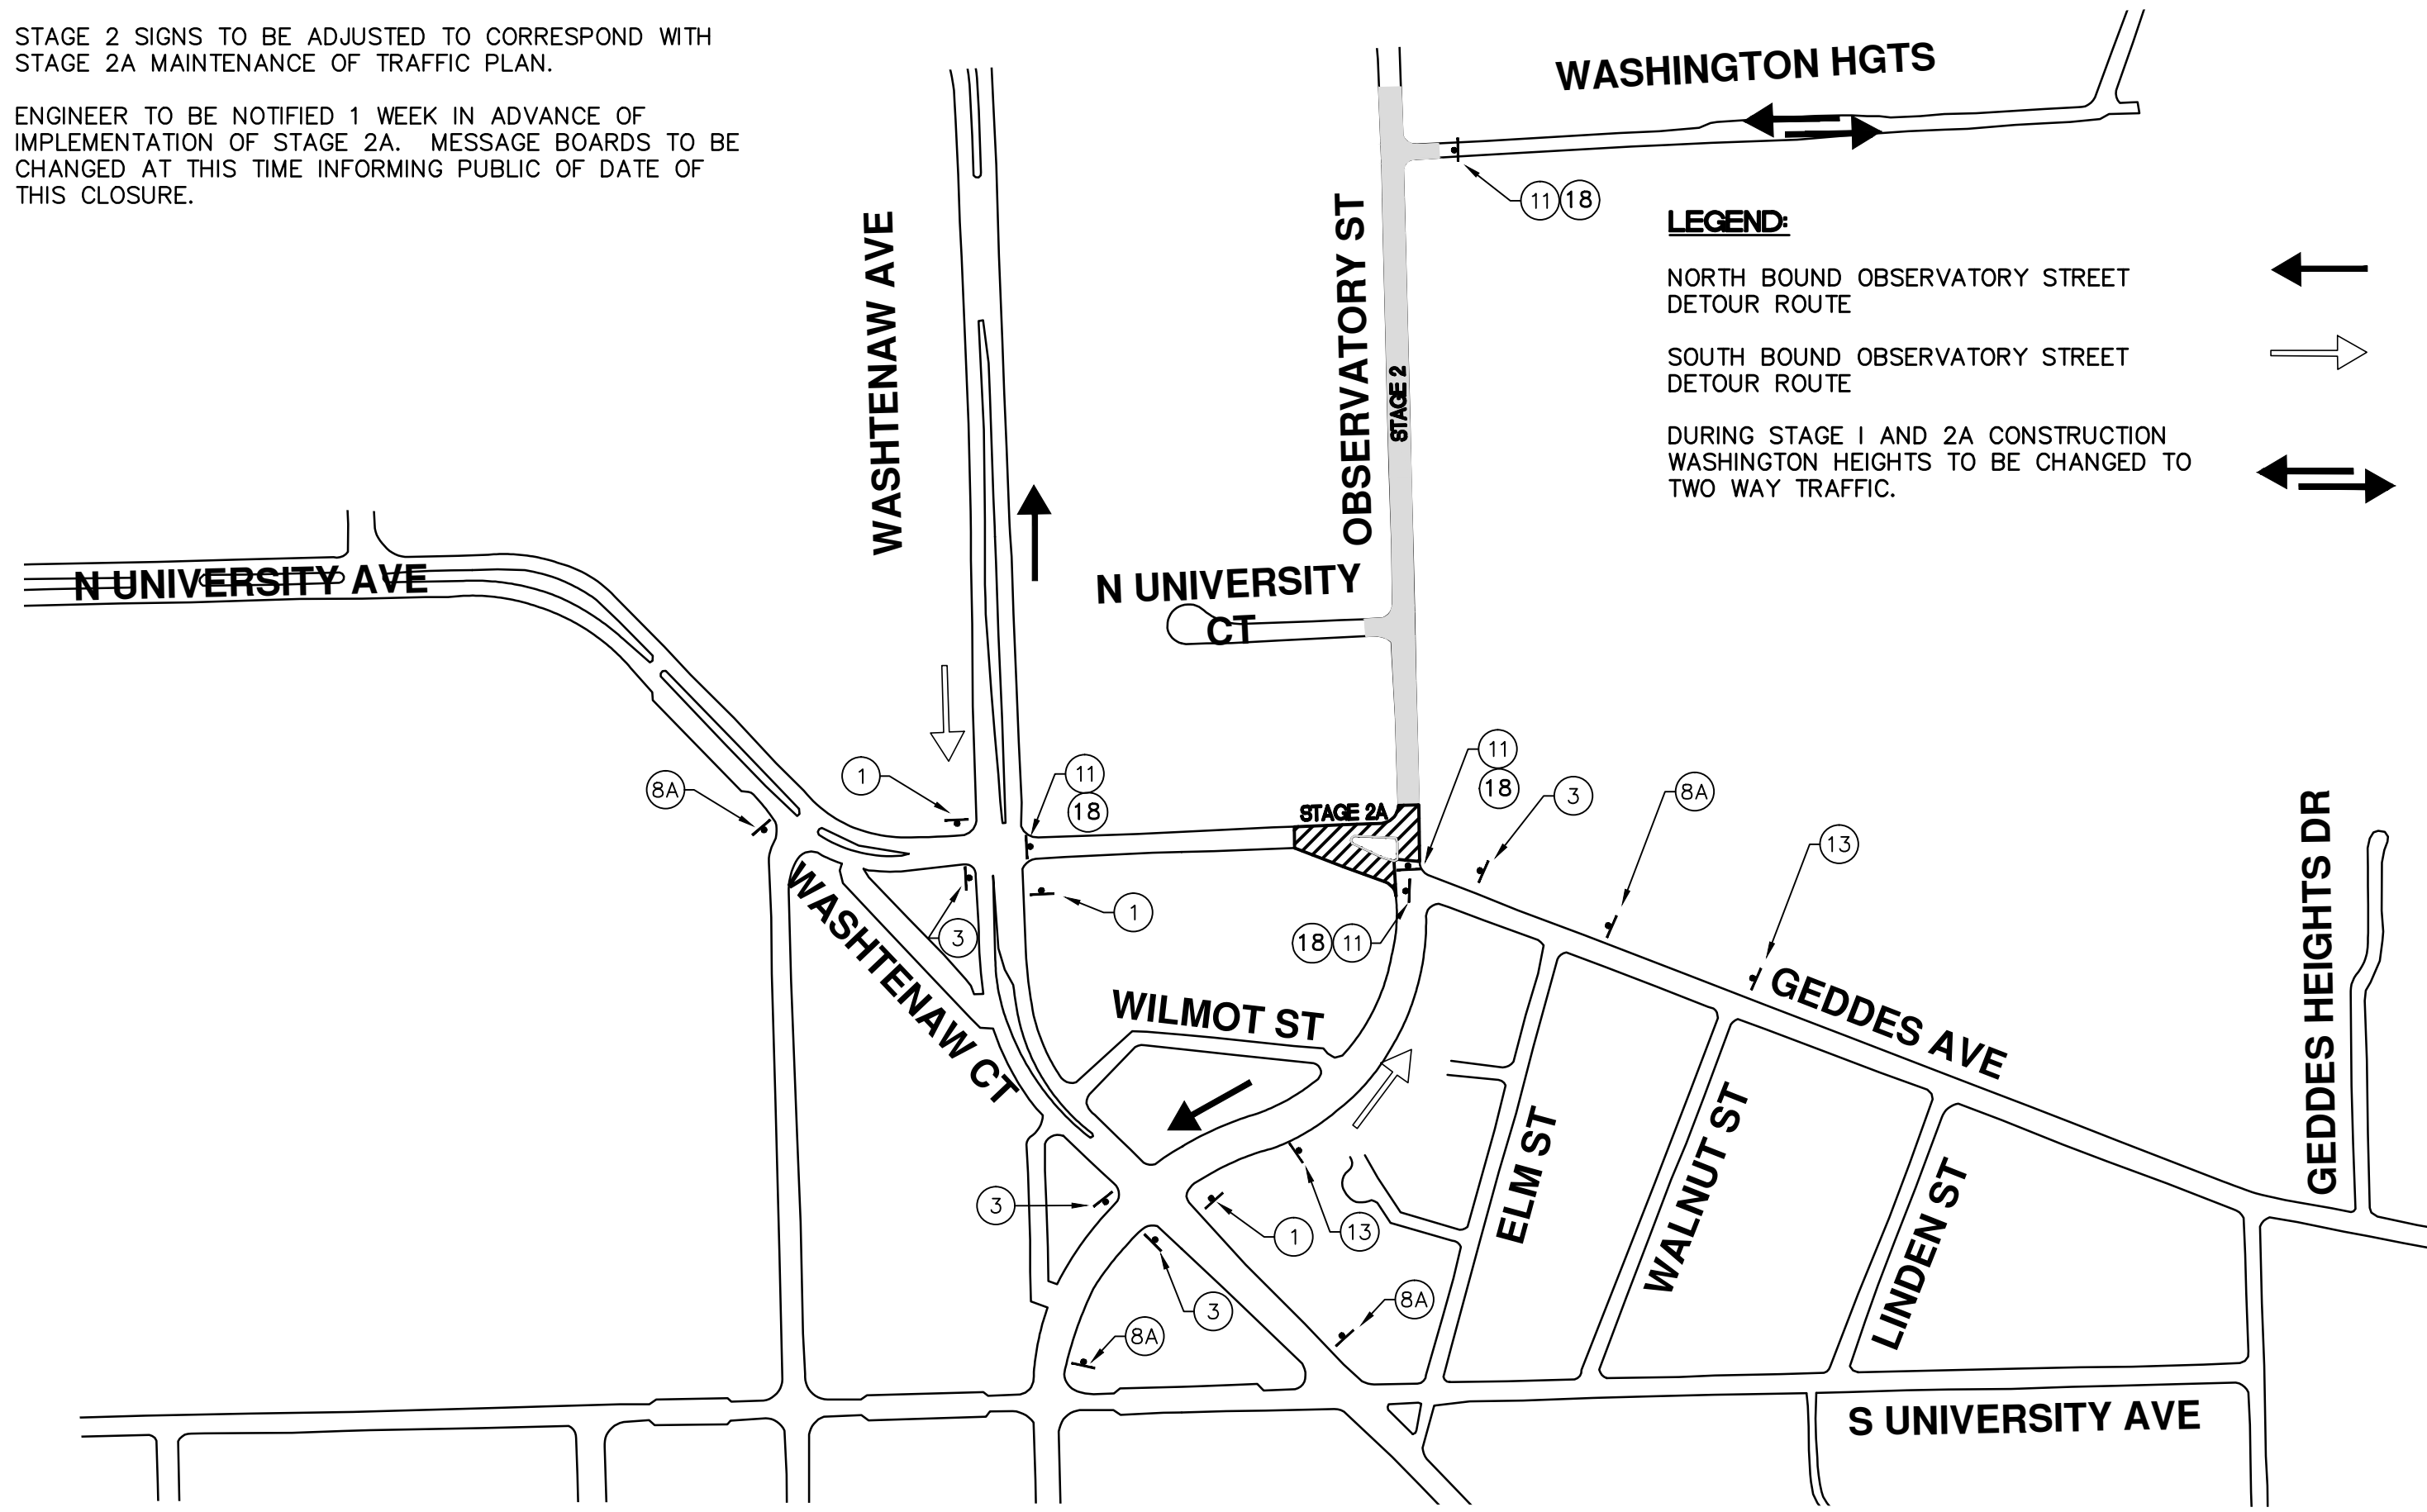 STAGE 2 SIGNS TO BE ADJUSTED TO CORRESPOND WITH
STAGE 2A MAINTENANCE OF TRAFFIC PLAN.
ENGINEER TO BE NOTIFIED 1 WEEK IN ADVANCE OF
IMPLEMENTATION OF STAGE 2A. MESSAGE BOARDS TO BE
CHANGED AT THIS TIME INFORMING PUBLIC OF DATE OF
THIS CLOSURE.
WASHINGTON HGTS
11 18
LEGEND:
NORTH BOUND OBSERVATORY STREET
DETOUR ROUTE
SOUTH BOUND OBSERVATORY STREET
DETOUR ROUTE
DURING STAGE I AND 2A CONSTRUCTION
WASHINGTON HEIGHTS TO BE CHANGED TO
TWO WAY TRAFFIC.
WASHTENAW AVE
OBSERVATORY ST
STAGE 2
N UNIVERSITY AVE
N UNIVERSITY
CT
8A
1
11
18
STAGE 2A
11
18
3
8A
13
3
1
18 11
WASHTENAW CT
WILMOT ST
GEDDES AVE
GEDDES HEIGHTS DR
ELM ST
WALNUT ST
LINDEN ST
3
1
13
3
8A
8A
S UNIVERSITY AVE